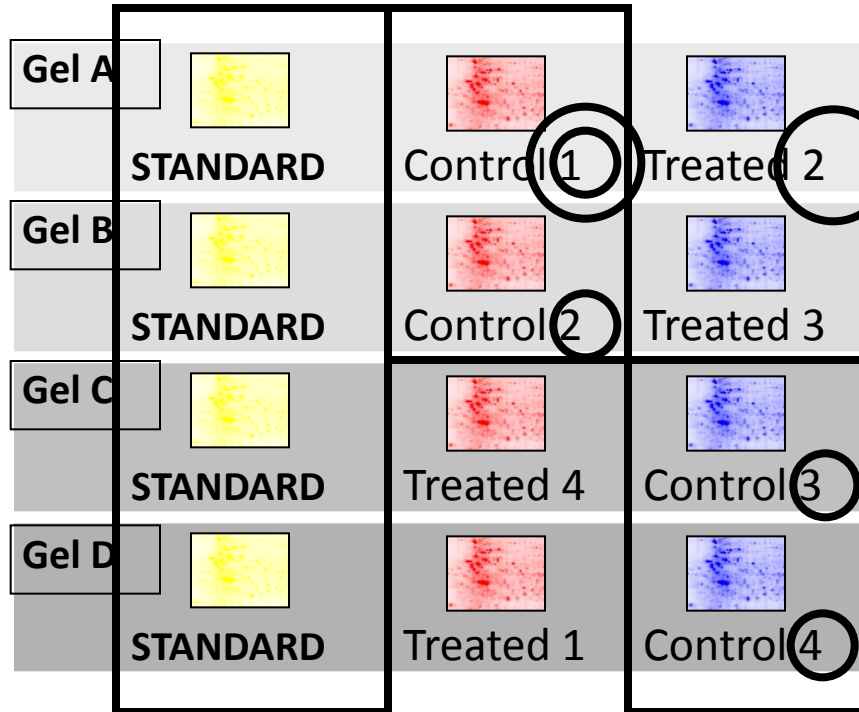 Gel A
STANDARD Control 1 Treated 2
Gel B
STANDARD Control 2 Treated 3
Gel C
STANDARD Treated 4 Control 3
Gel D
STANDARD Treated 1 Control 4